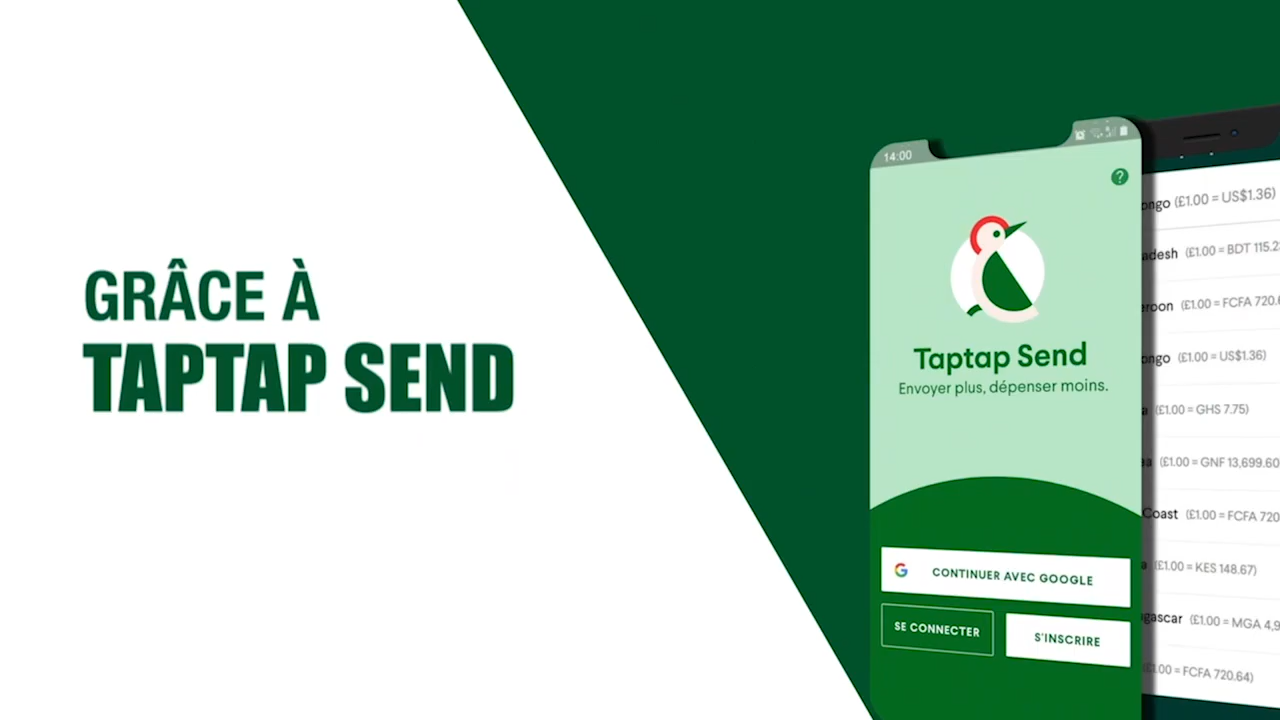 GRÂCE À
TAPTAP SEND
14:00
?
Taptap Send
Envoyer plus, dépenser moins.
G CONTINUER AVEC GOOGLE
SE CONNECTER
S'INSCRIRE
ongo (£1.00 = US$1.36)
adesh (£1.00 = BDT 115.2
eroon (£1.00 = FCFA 720.6
ongo (£1.00 = US$1.36)
a (£1.00 = GHS 7.75)
ea (£1.00 = GNF 13,699.60
Coast (£1.00 = FCFA 720
a (£1.00 = KES 148.67)
gascar (£1.00 = MGA 4,9
(£1.00 = FCFA 720.64)